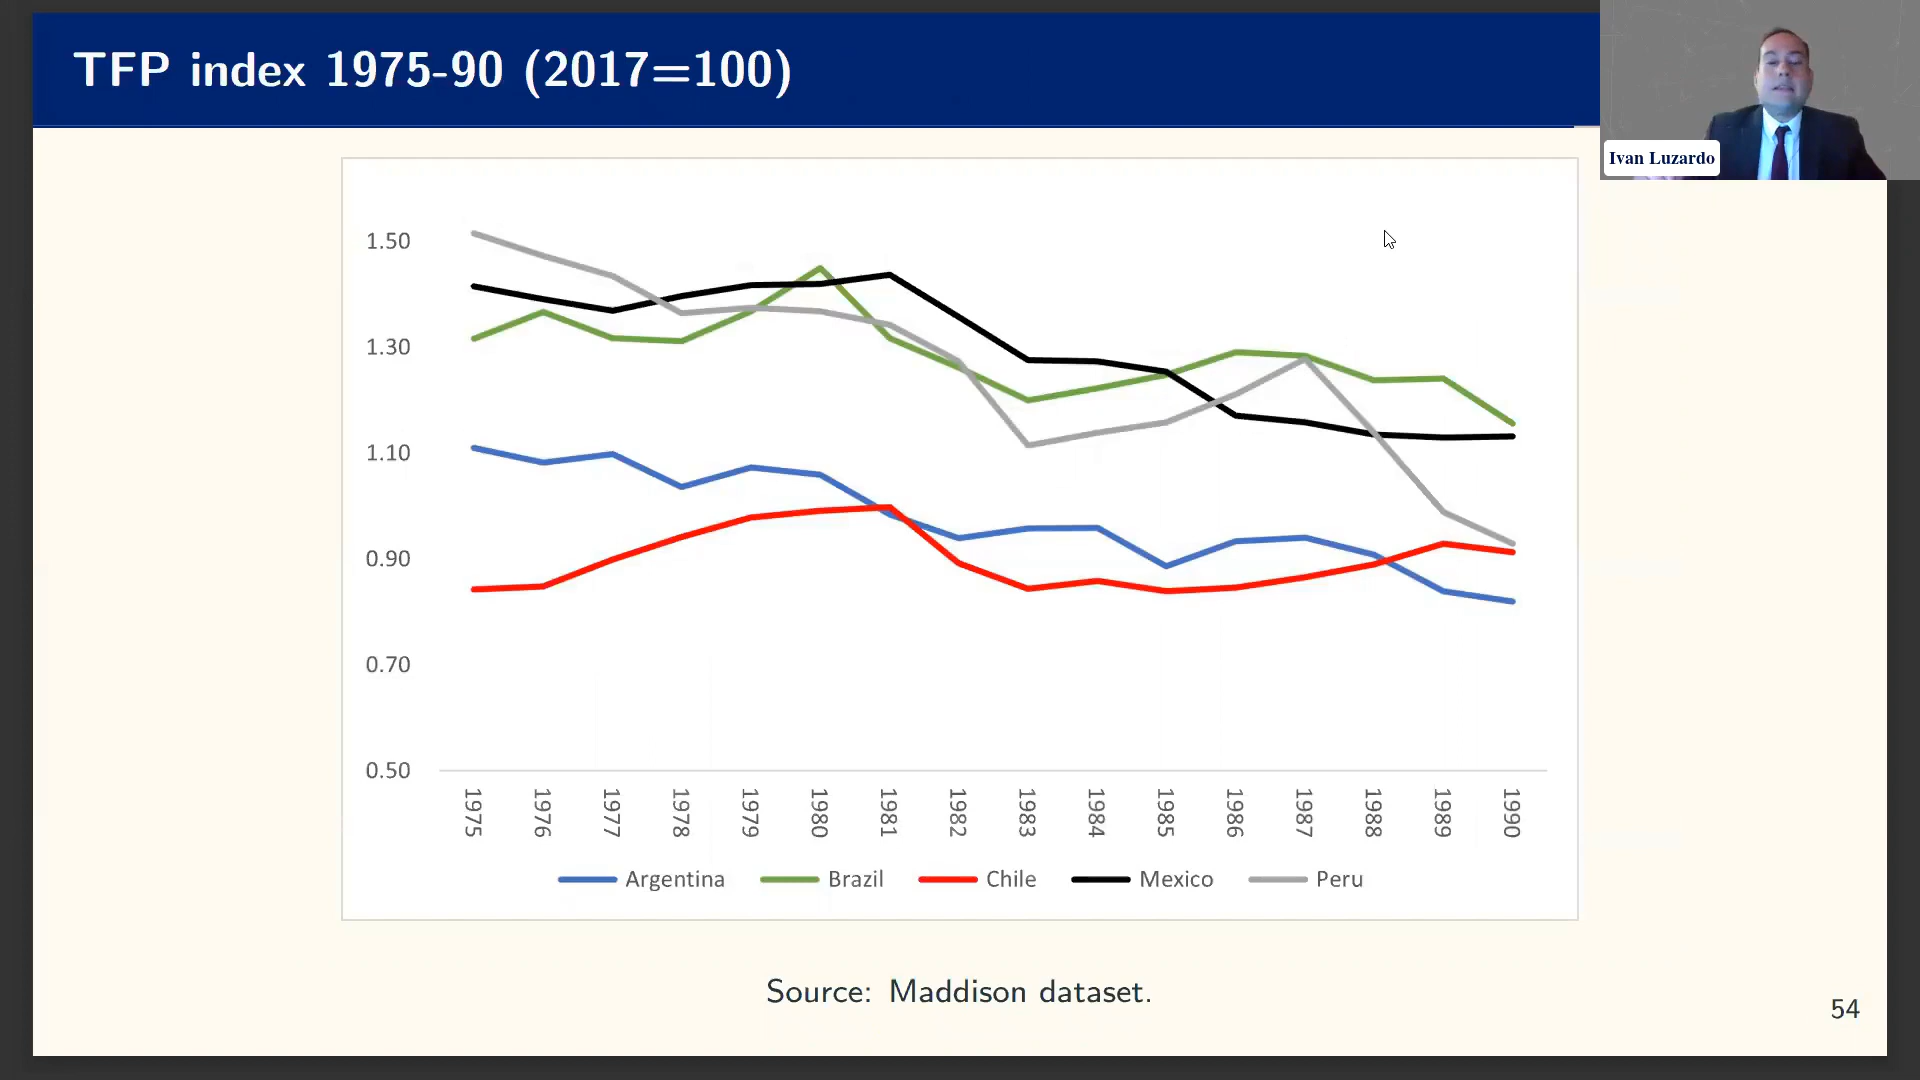 TFP index 1975-90 (2017=100)
Ivan Luzardo
1.50
1.30
1.10
0.90
0.70
0.50
1975 1976 1977 1978 1979 1980 1981 1982 1983 1984 1985 1986 1987 1988 1989 1990
Argentina Brazil Chile Mexico Peru
Source: Maddison dataset.
54